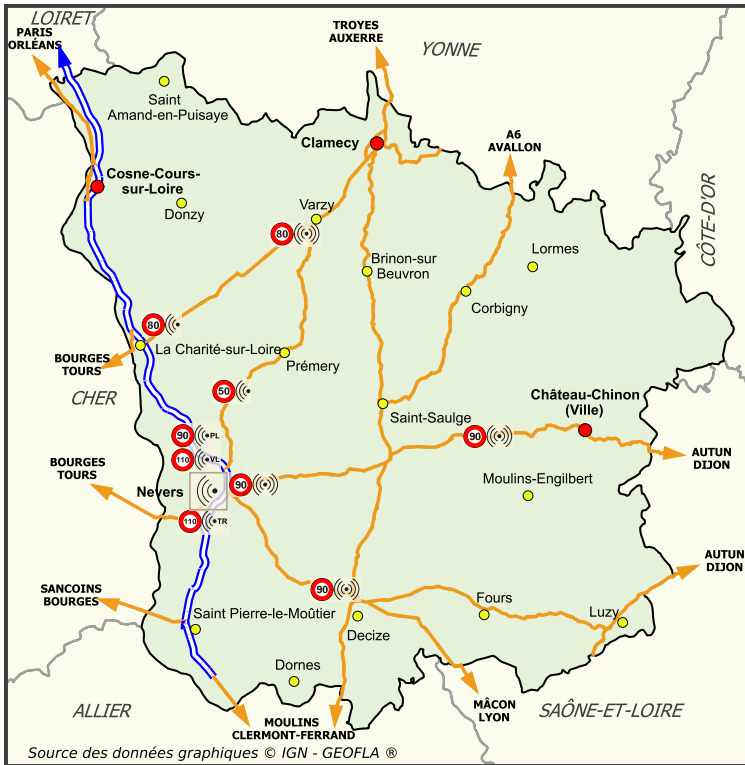 LOIRET
PARIS
ORLÉANS
TROYES
AUXERRE
YONNE
Saint
Amand-en-Puisaye
Clamecy
A6
AVALLON
Cosne-Cours-
sur-Loire
Donzy
Varzy
CÔTE-D'OR
80
Brinon-sur
Beuvron
Lormes
Corbigny
80
La Charité-sur-Loire
Prémery
BOURGES
TOURS
CHER
50
Saint-Saulge
Château-Chinon
(Ville)
90
PL
90
110
VL
AUTUN
DIJON
BOURGES
TOURS
Nevers
90
Moulins-Engilbert
110
TR
AUTUN
DIJON
SANCOINS
BOURGES
90
Saint Pierre-le-Moûtier
Decize
Fours
Luzy
Dornes
ALLIER
MOULINS
CLERMONT-FERRAND
MÂCON
LYON
SAÔNE-ET-LOIRE
Source des données graphiques © IGN - GEOFLA ®